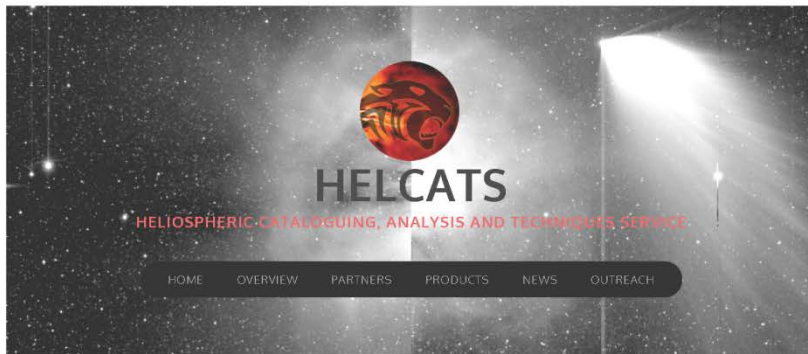 HELCATS
HELIOSPHERIC CATALOGUING, ANALYSIS AND TECHNIQUES SERVICE
HOME OVERVIEW PARTNERS PRODUCTS NEWS OUTREACH